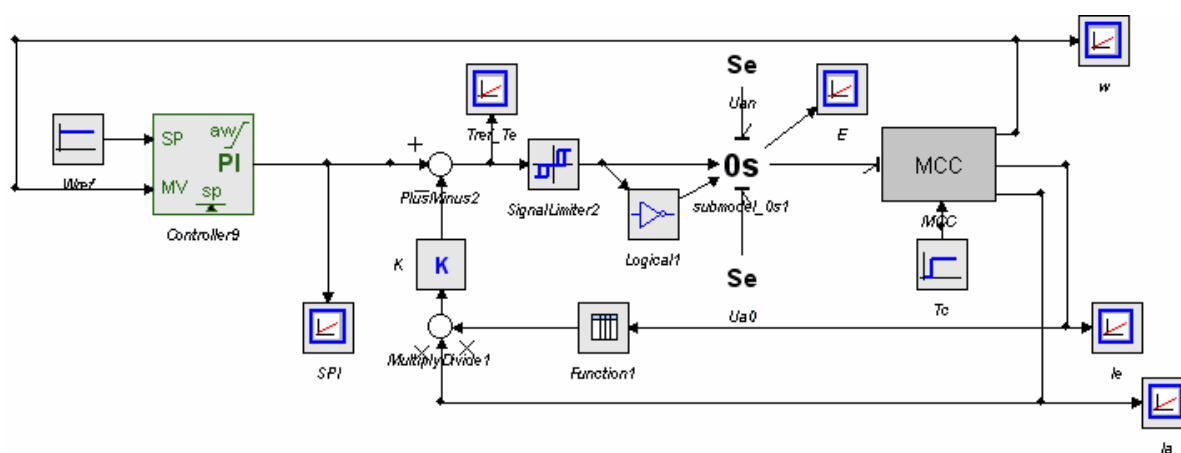 Se
Uan
w
Tref_Te
E
SP
aw
PI
MV
sp
Wref
Controller9
+
PlusMinus2
SignalLimiter2
0s
submodel_0s1
MCC
MCC
Logical1
K
K
Se
Ua0
Tc
SPI
MultiplyDivide1
Function1
Ie
Ia